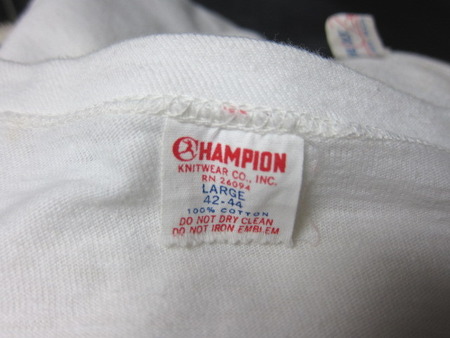 CHAMPION
KNITWEAR CO., INC.
RN 26094
LARGE
42-44
100% COTTON
DO NOT DRY CLEAN
DO NOT IRON EMBLEM